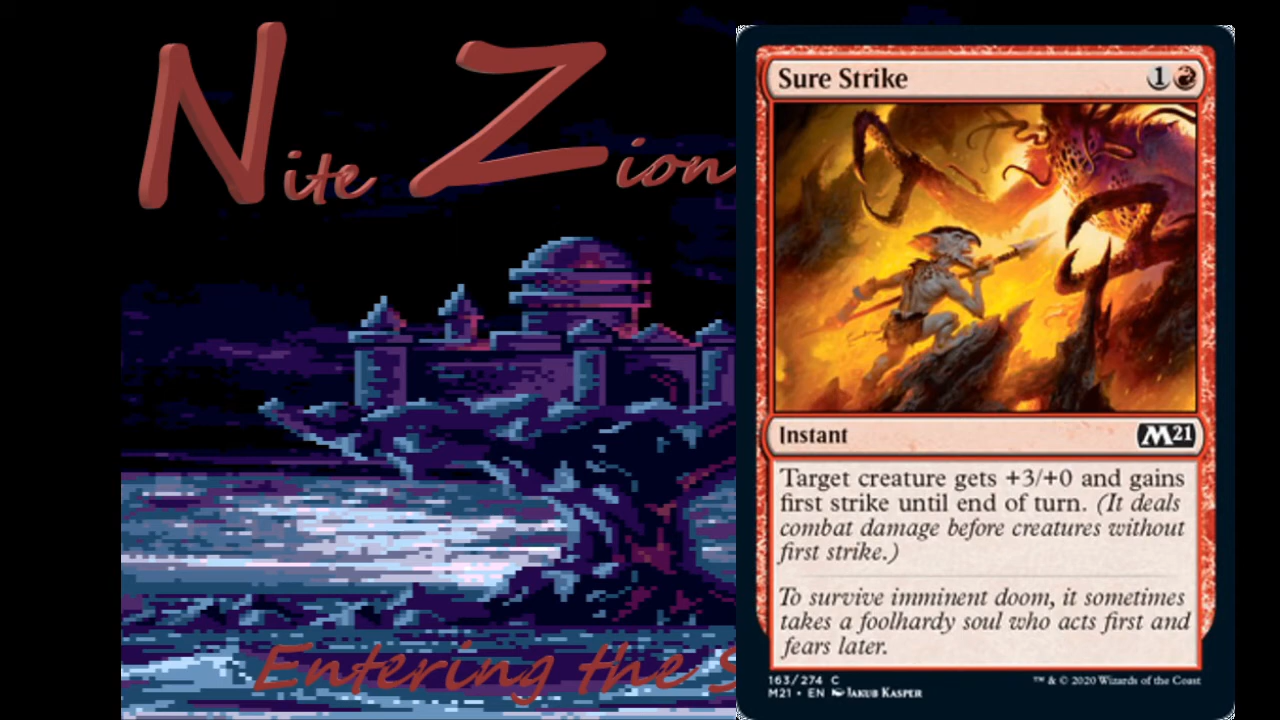 Nite Zion
Entering the S
Sure Strike 1
Instant M21
Target creature gets +3/+0 and gains
first strike until end of turn. (It deals
combat damage before creatures without
first strike.)
To survive imminent doom, it sometimes
takes a foolhardy soul who acts first and
fears later.
163/274 C
M21 • EN Jakub Kasper
™ & © 2020 Wizards of the Coast